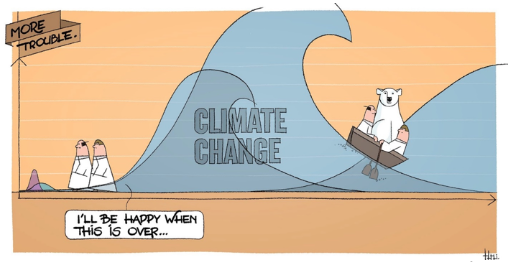 MORE
TROUBLE.
CLIMATE
CHANGE
I'LL BE HAPPY WHEN
THIS IS OVER...